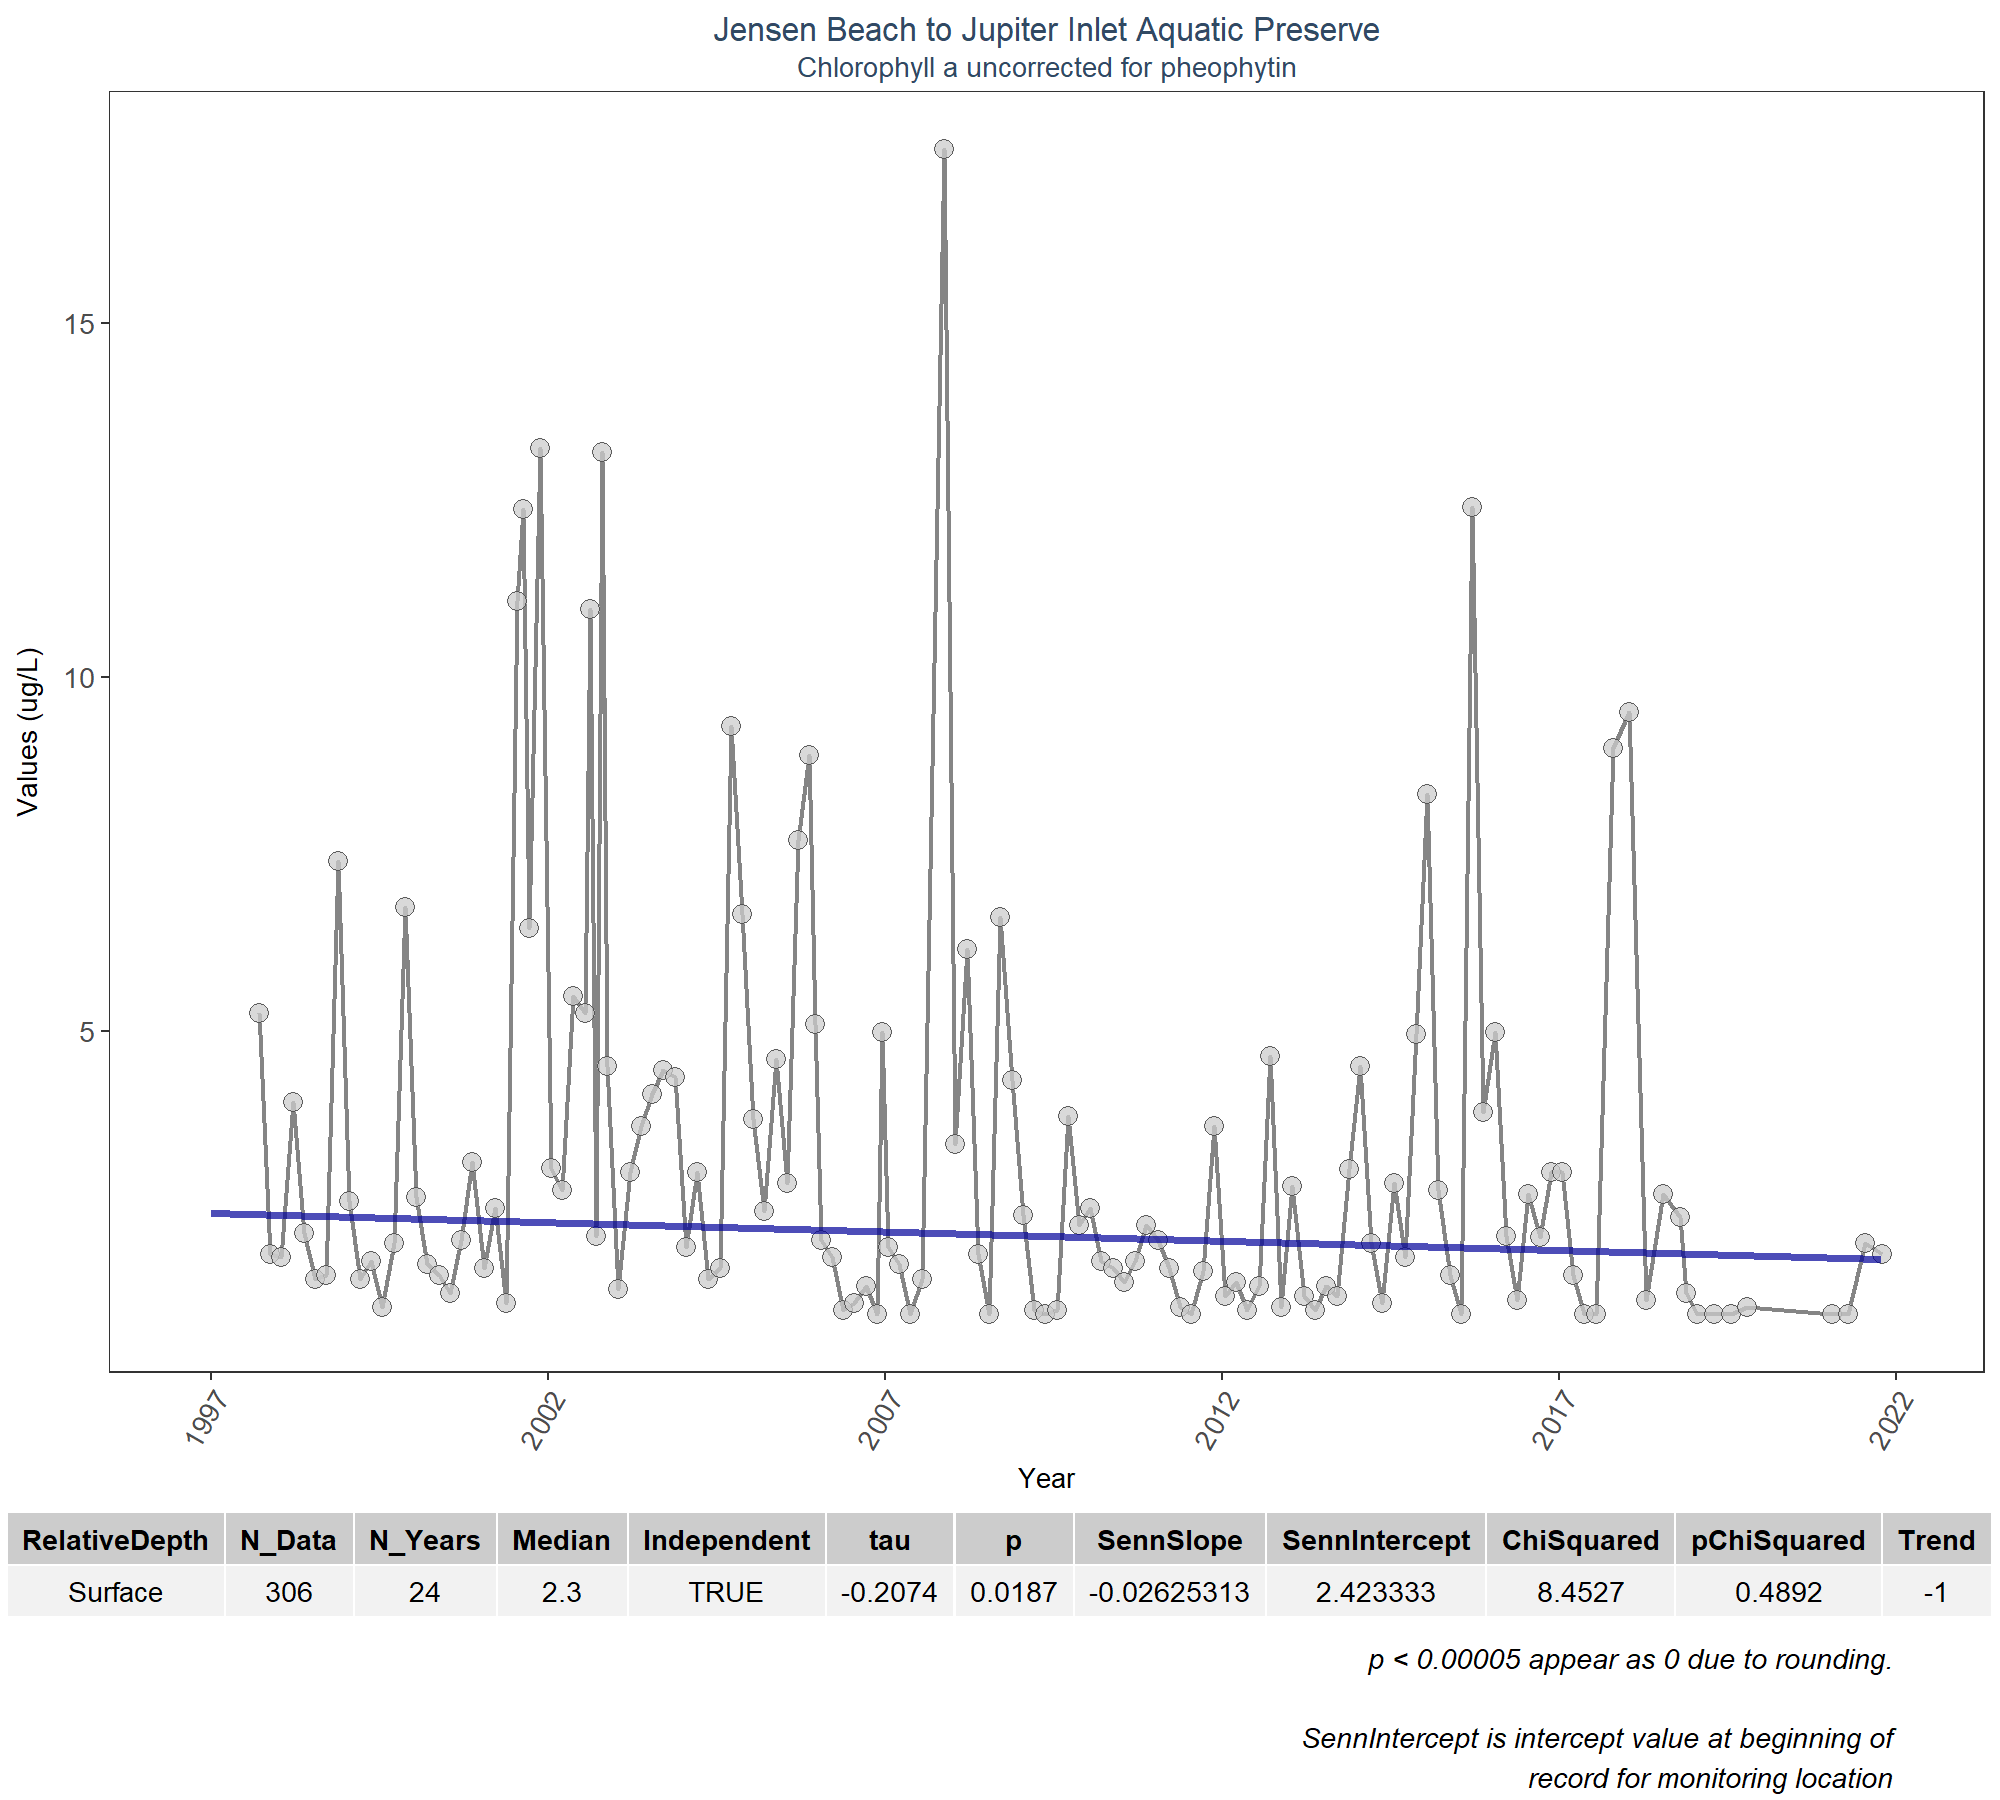 Jensen Beach to Jupiter Inlet Aquatic Preserve
Chlorophyll a uncorrected for pheophytin
Values (ug/L)
15
10
5
1997
2002
2007
2012
2017
2022
Year
RelativeDepth N_Data N_Years Median Independent tau p SennSlope SennIntercept ChiSquared pChiSquared Trend
Surface 306 24 2.3 TRUE -0.2074 0.0187 -0.02625313 2.423333 8.4527 0.4892 -1
p < 0.00005 appear as 0 due to rounding.
SennIntercept is intercept value at beginning of
record for monitoring location